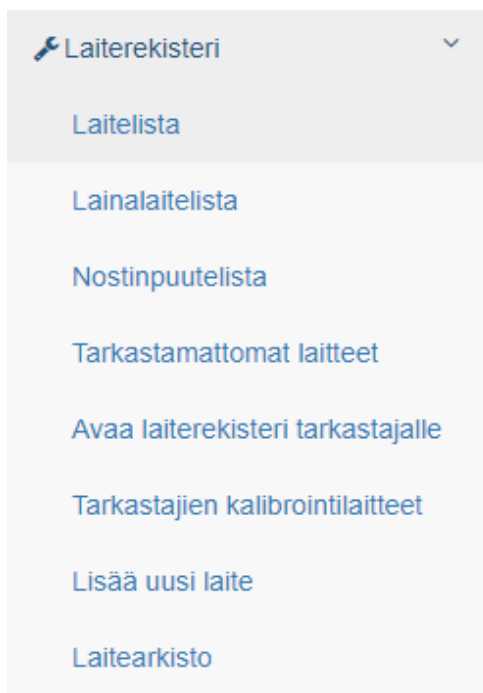 Laiterekisteri
Laitelista
Lainalaitelista
Nostinpuutelista
Tarkastamattomat laitteet
Avaa laiterekisteri tarkastajalle
Tarkastajien kalibrointilaitteet
Lisää uusi laite
Laitearkisto